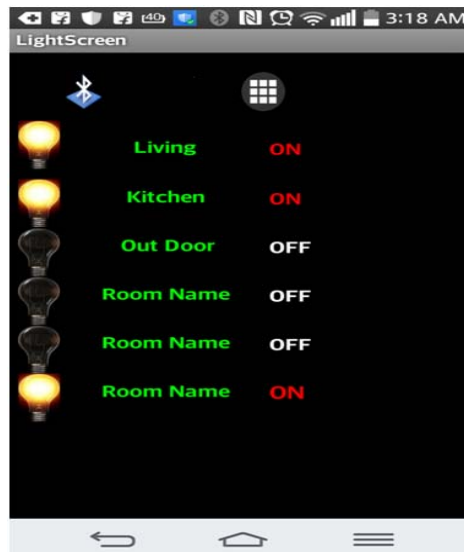 40 3:18 AM
LightScreen
Living ON
Kitchen ON
Out Door OFF
Room Name OFF
Room Name OFF
Room Name ON